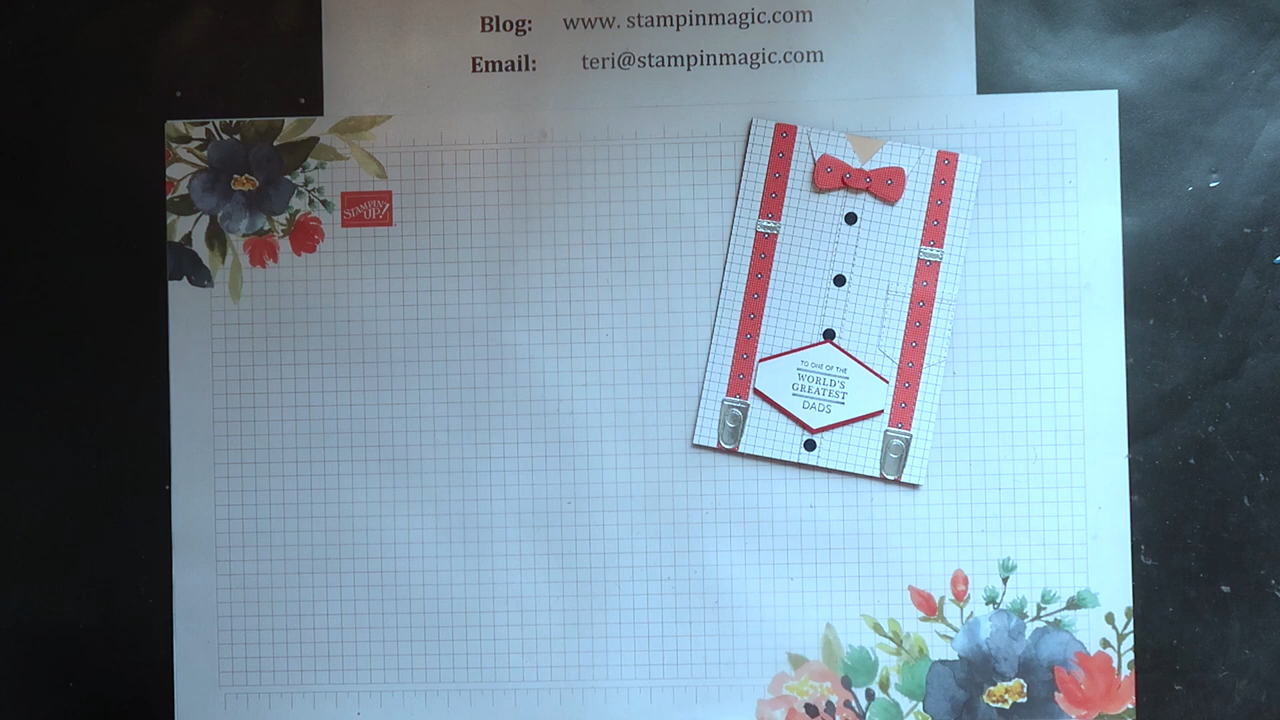 Blog: www. stampinmagic.com
Email: teri@stampinmagic.com
STAMPIN'
UP!
TO ONE OF THE
WORLD'S
GREATEST
DADS